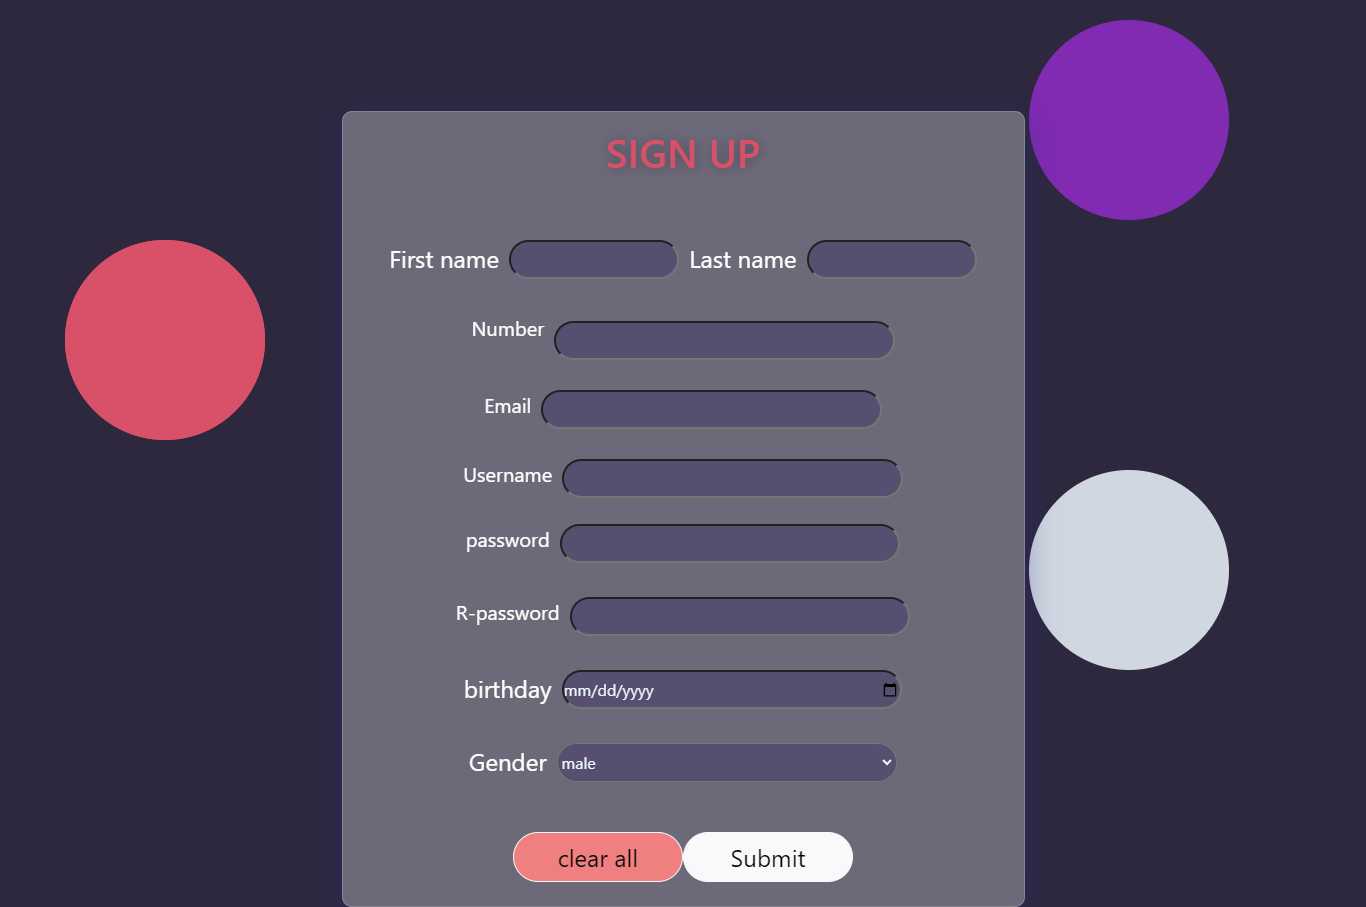 SIGN UP
First name Last name
Number
Email
Username
password
R-password
birthday mm/dd/yyyy
Gender male
clear all Submit